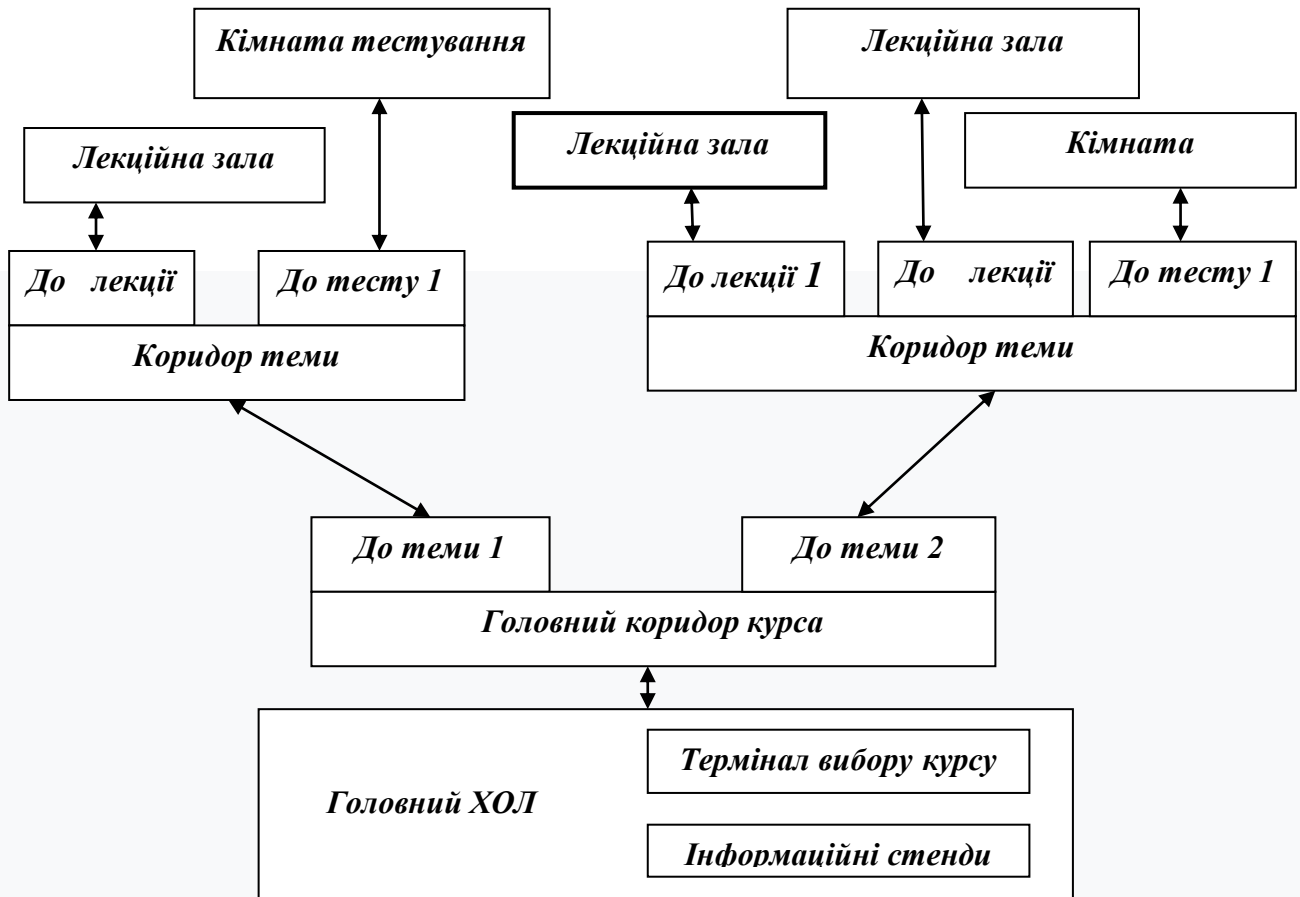 Кімната тестування
Лекційна зала
Лекційна зала
Лекційна зала
Кімната
До лекції
До тесту 1
До лекції 1
До лекції
До тесту 1
Коридор теми
Коридор теми
До теми 1
До теми 2
Головний коридор курса
Термінал вибору курсу
Головний ХОЛ
Інформаційні стенди